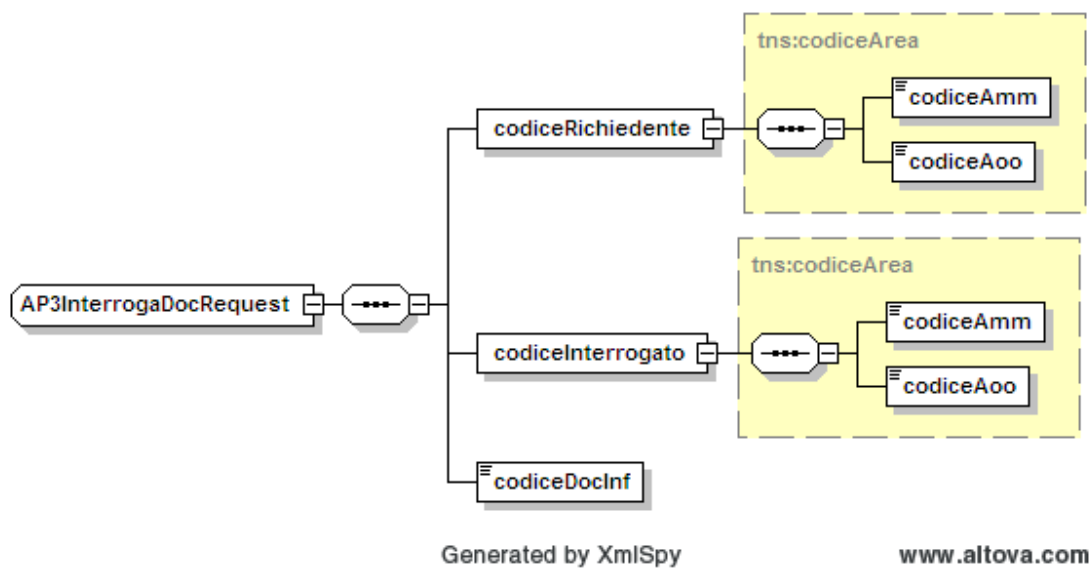 tns:codiceArea
codiceAmm
codiceRichiedente
codiceAoo
tns:codiceArea
AP3InterrogaDocRequest
codiceAmm
codiceInterrogato
codiceAoo
codiceDocInf
Generated by XmlSpy
www.altova.com